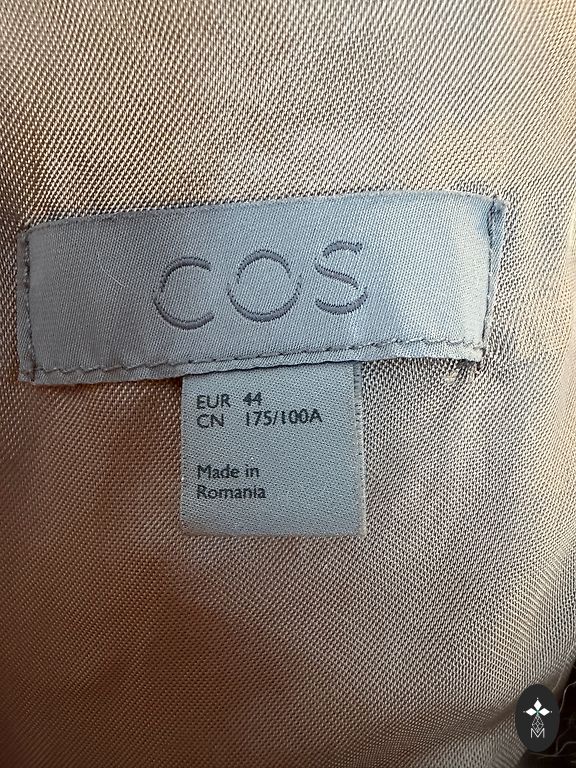 COS
EUR 44
CN 175/100A
Made in
Romania